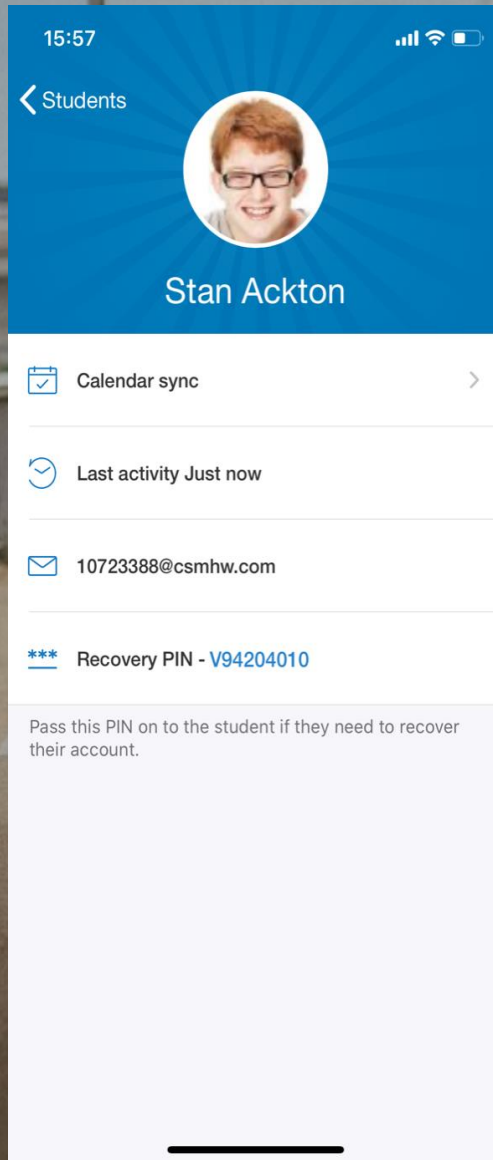 15:57
Students
Stan Ackton
Calendar sync
Last activity Just now
10723388@csmhw.com
*** Recovery PIN - V94204010
Pass this PIN on to the student if they need to recover
their account.